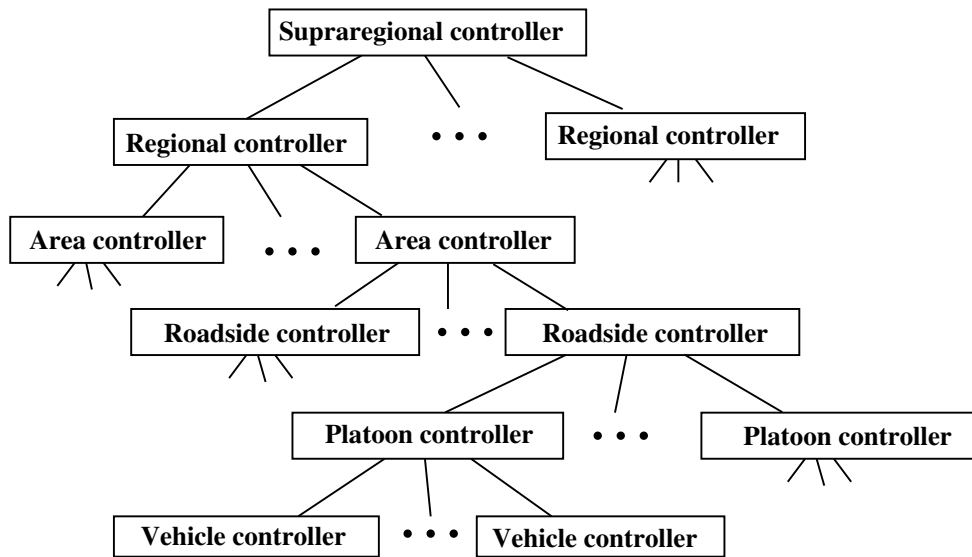 Supraregional controller
Regional controller
• • •
Regional controller
Area controller
• • •
Area controller
Roadside controller
• • •
Roadside controller
Platoon controller
• • •
Platoon controller
Vehicle controller
• • •
Vehicle controller